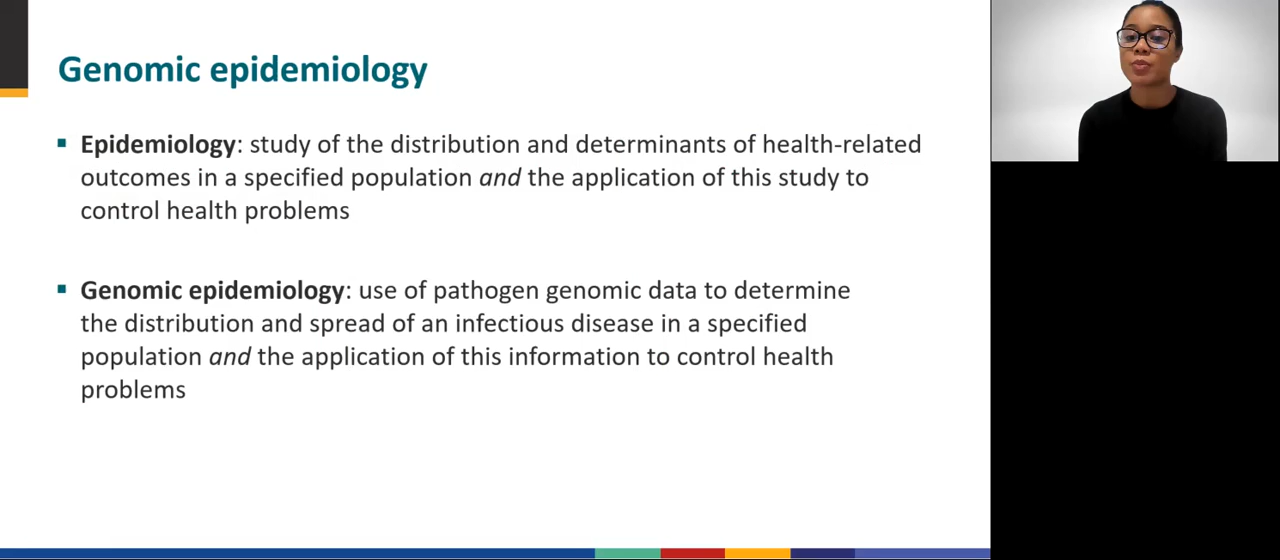 Genomic epidemiology
▪ Epidemiology: study of the distribution and determinants of health-related
outcomes in a specified population and the application of this study to
control health problems
▪ Genomic epidemiology: use of pathogen genomic data to determine
the distribution and spread of an infectious disease in a specified
population and the application of this information to control health
problems